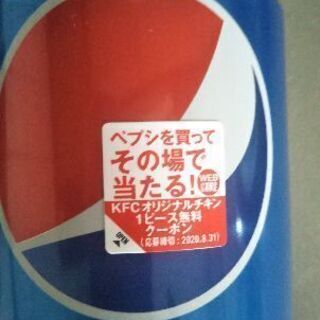 ペプシを買って
その場で
当たる!
WEB
KFCオリジナルチキン
1ピース無料
クーポン
(応募締切:2020.8.31)
OPEN